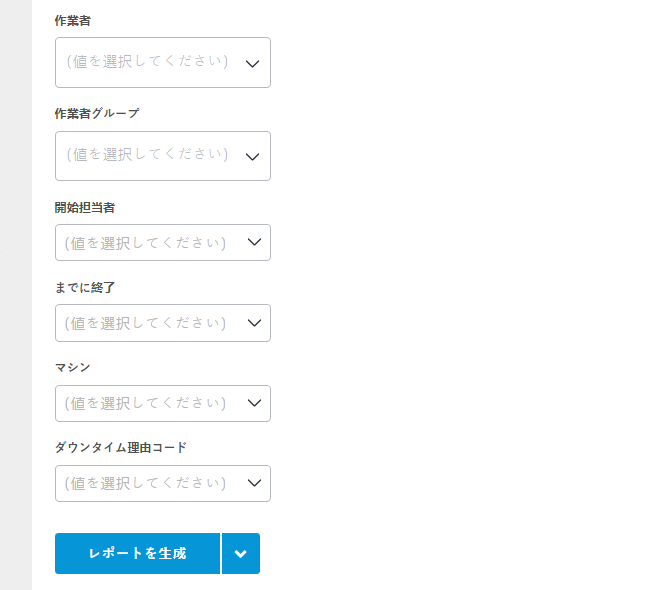 作業者
(値を選択してください)
作業者グループ
(値を選択してください)
開始担当者
(値を選択してください)
までに終了
(値を選択してください)
マシン
(値を選択してください)
ダウンタイム理由コード
(値を選択してください)
レポートを生成